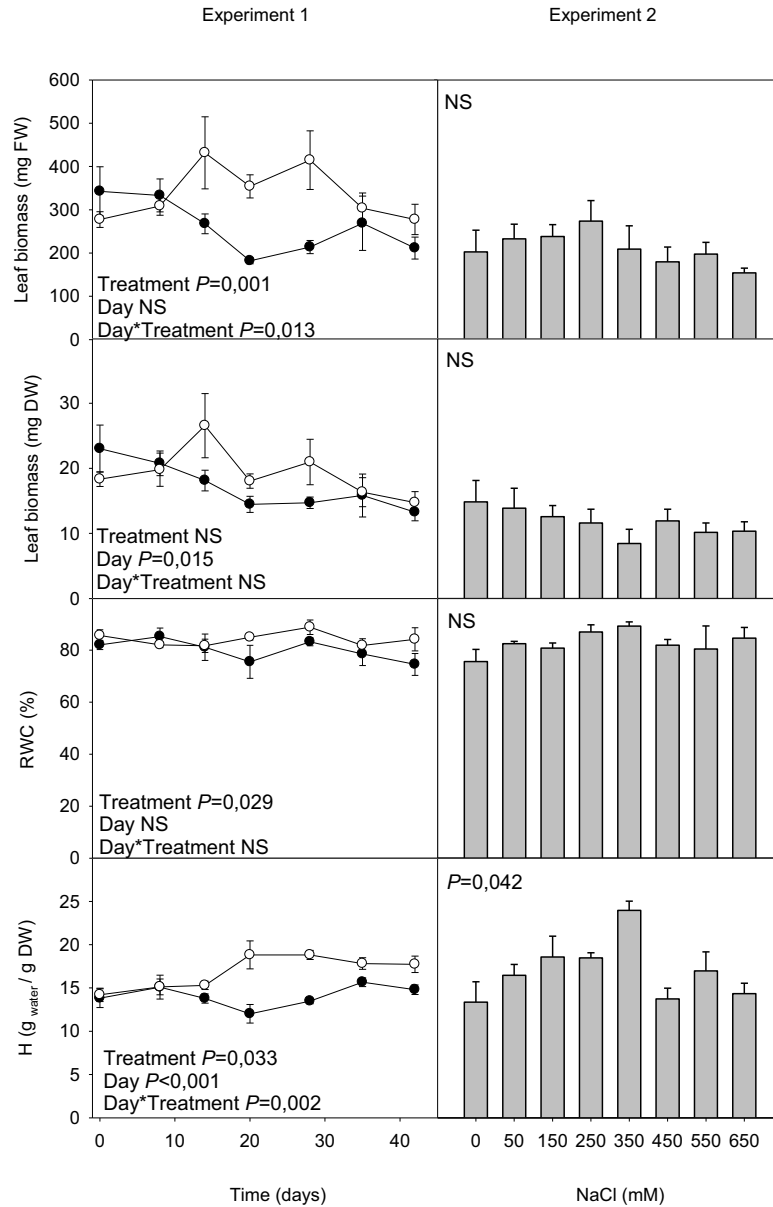 Experiment 1
Experiment 2
Leaf biomass (mg FW)
600
500
400
300
200
100
0
Treatment P=0,001
Day NS
Day*Treatment P=0,013
NS
Leaf biomass (mg DW)
30
20
10
0
Treatment NS
Day P=0,015
Day*Treatment NS
NS
RWC (%)
80
60
40
20
0
Treatment P=0,029
Day NS
Day*Treatment NS
NS
H (g water / g DW)
25
20
15
10
5
0
Treatment P=0,033
Day P<0,001
Day*Treatment P=0,002
P=0,042
0 10 20 30 40
0 50 150 250 350 450 550 650
Time (days)
NaCl (mM)